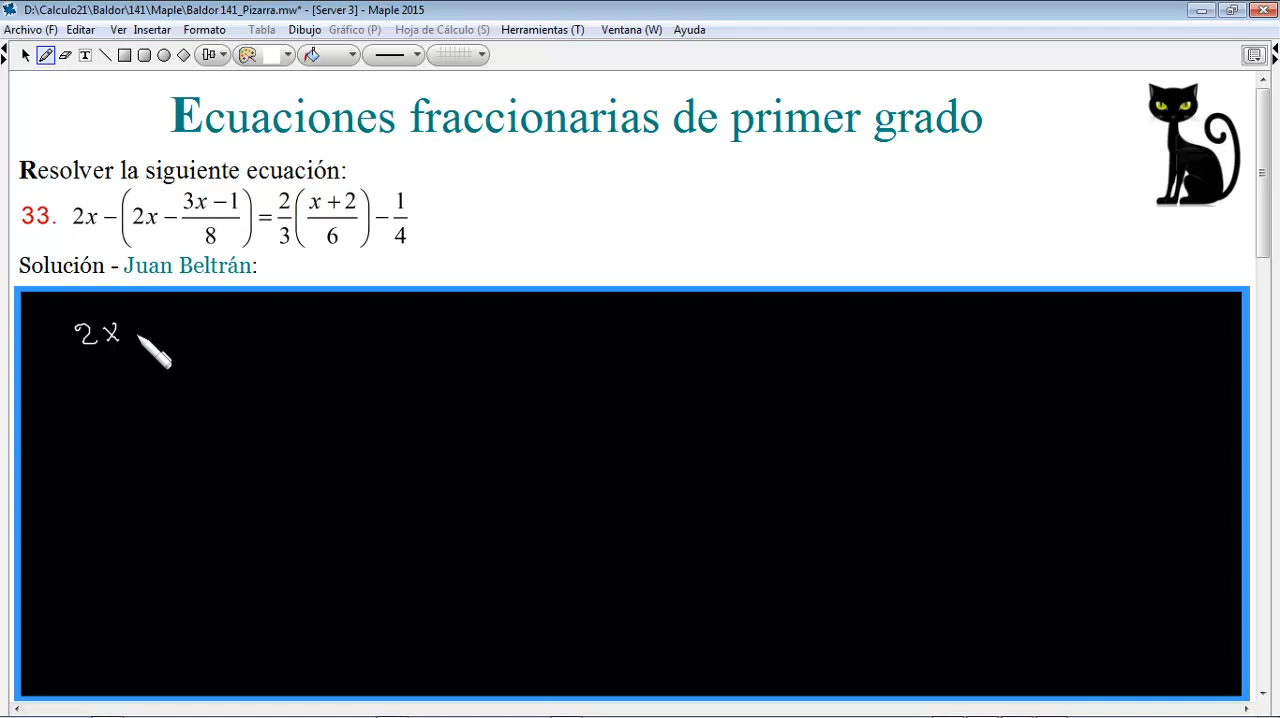 D:\Calculo21\Baldor\141\Maple\Baldor 141_Pizarra.mw* - [Server 3] - Maple 2015
Archivo (F) Editar Ver Insertar Formato Tabla Dibujo Gráfico (P) Hoja de Cálculo (S) Herramientas (T) Ventana (W) Ayuda
T
Ecuaciones fraccionarias de primer grado
Resolver la siguiente ecuación:
33. 2x − (2x − (3x − 1)/8) = 2/3 ((x + 2)/6) − 1/4
Solución - Juan Beltrán:
2x